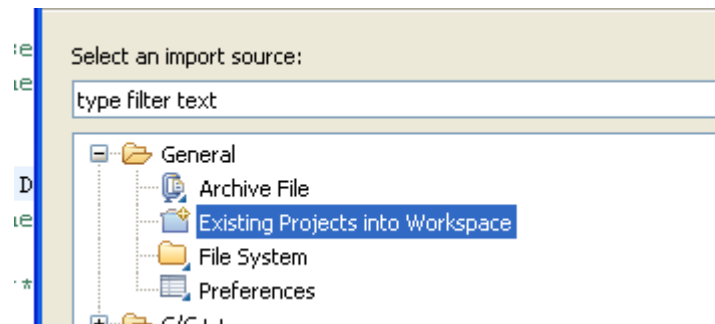 Select an import source:
type filter text
General
Archive File
D
Existing Projects into Workspace
File System
Preferences